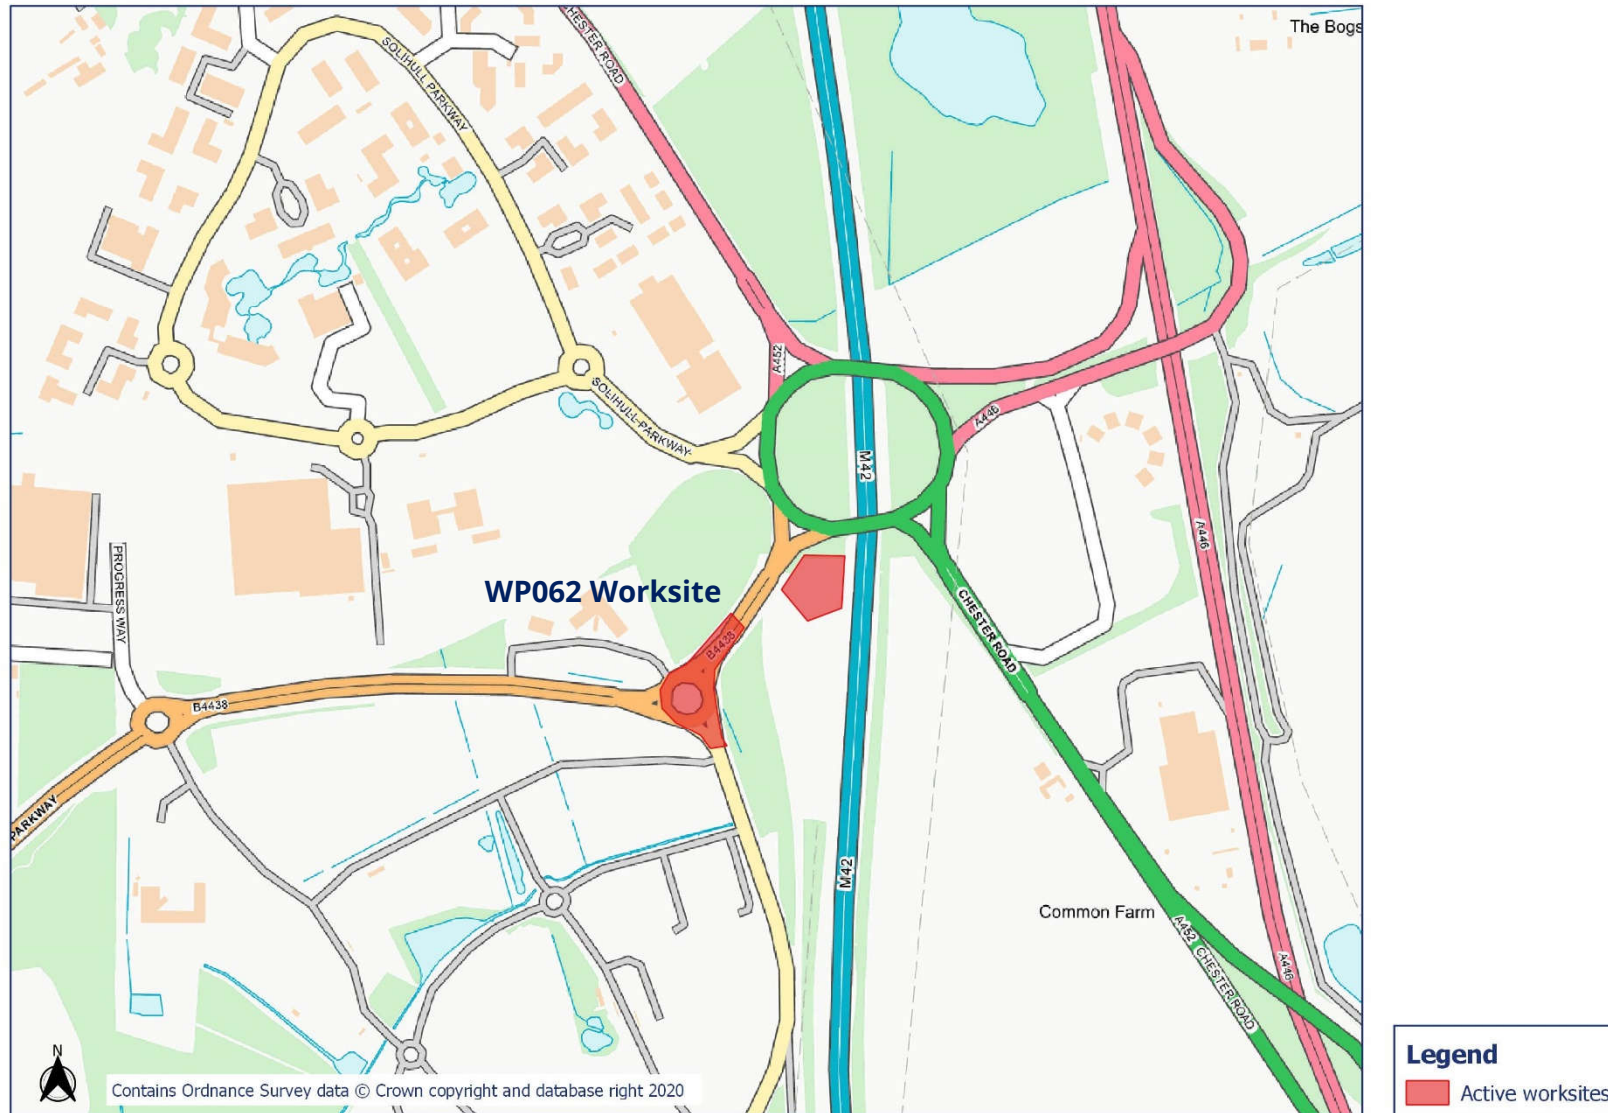 The Bogs
CHESTER ROAD
SOLIHULL PARKWAY
A452
SOLIHULL PARKWAY
A446
M42
A446
PROGRESS WAY
WP062 Worksite
CHESTER ROAD
B4438
B4438
PARKWAY
M42
Common Farm
A452 CHESTER ROAD
A446
N
Contains Ordnance Survey data © Crown copyright and database right 2020
Legend
Active worksites